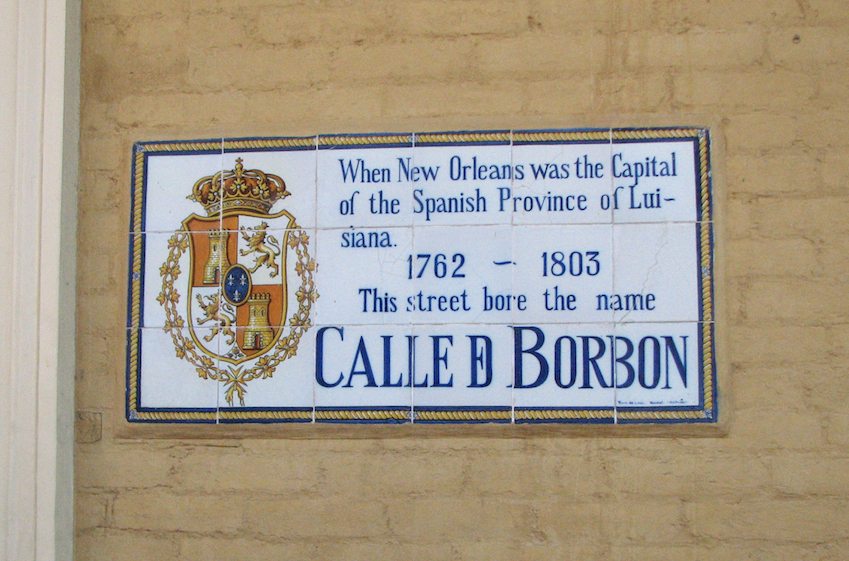 When New Orleans was the Capital
of the Spanish Province of Lui-
siana.
1762 - 1803
This street bore the name
CALLE D BORBON